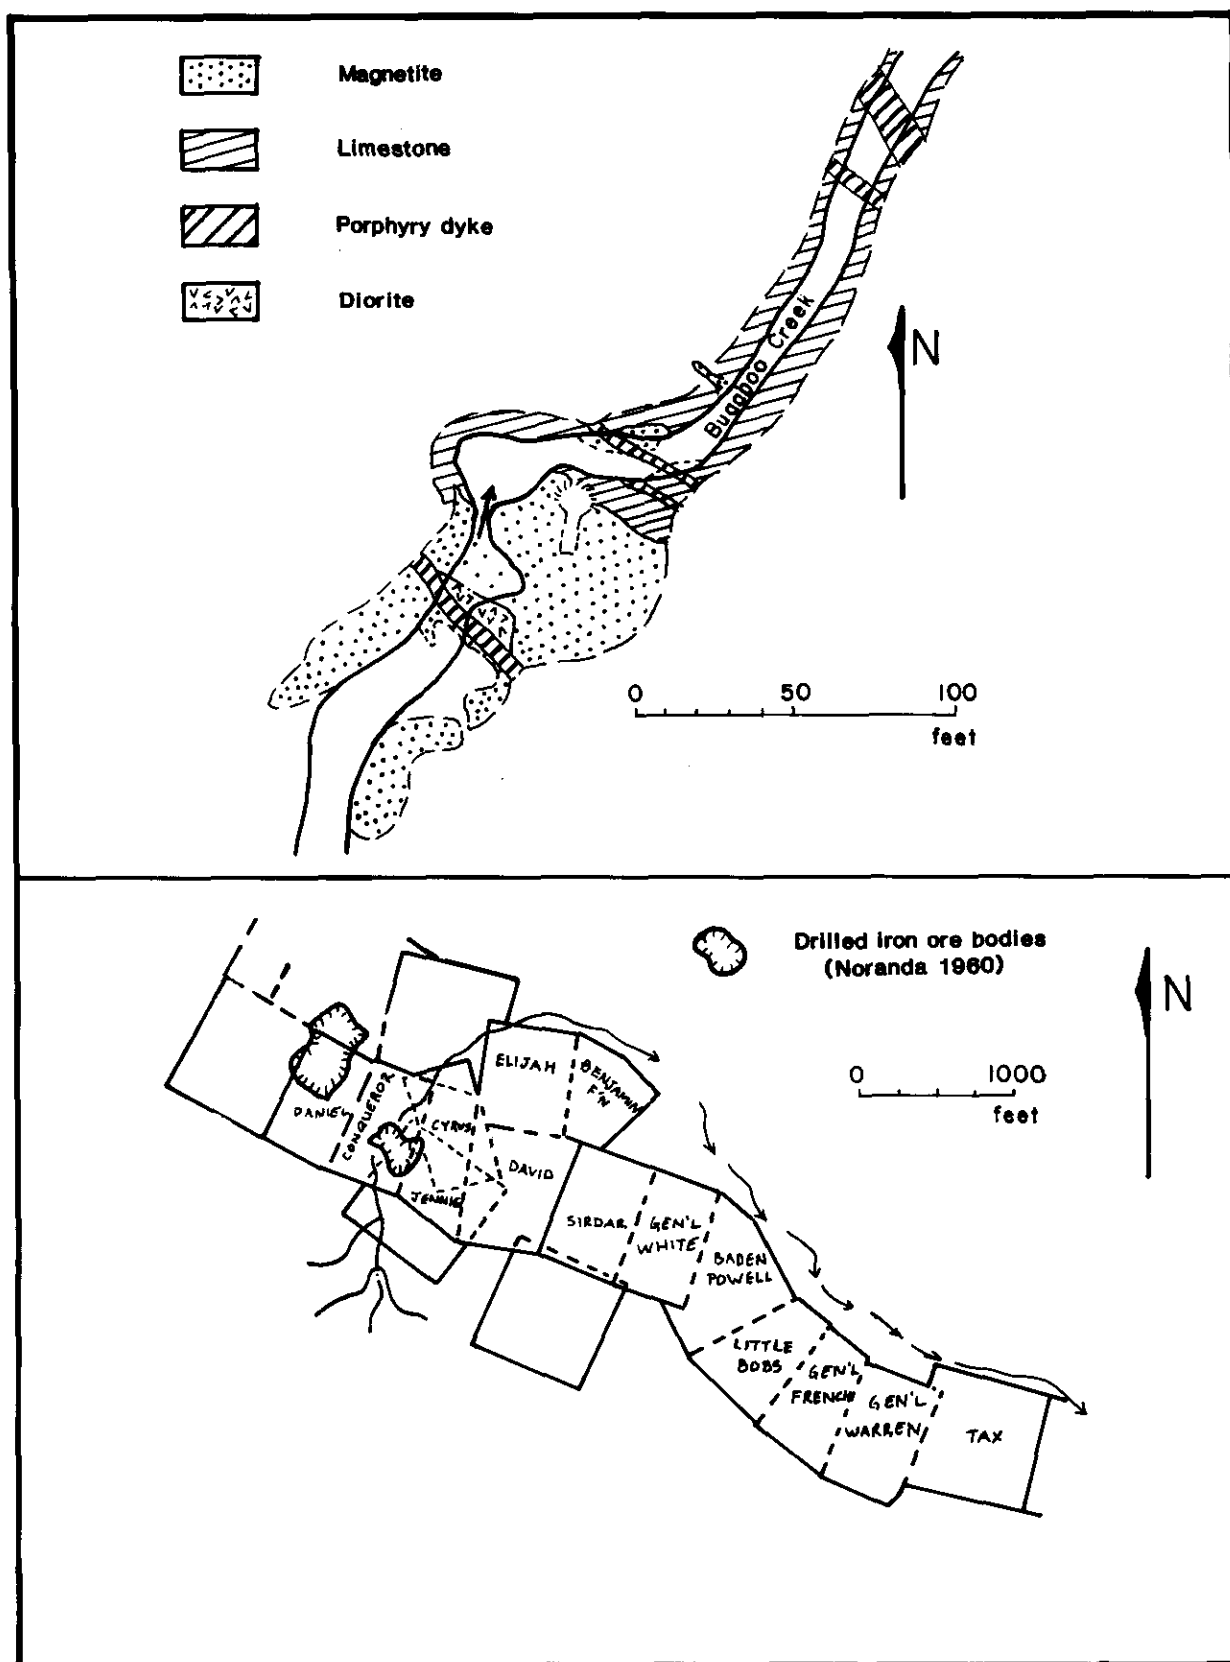 Magnetite
Limestone
Porphyry dyke
Diorite
Bugaboo Creek
N
0 50 100
feet
Drilled iron ore bodies
(Noranda 1960)
N
0 1000
feet
ELIJAH
BENJAMIN
F'N
DANIEL
CONQUEROR
CYRUS
DAVID
JENNIE
SIRDAR
GEN'L
WHITE
BADEN
POWELL
LITTLE
BOBS
GEN'L
FRENCH
GEN'L
WARREN
TAX